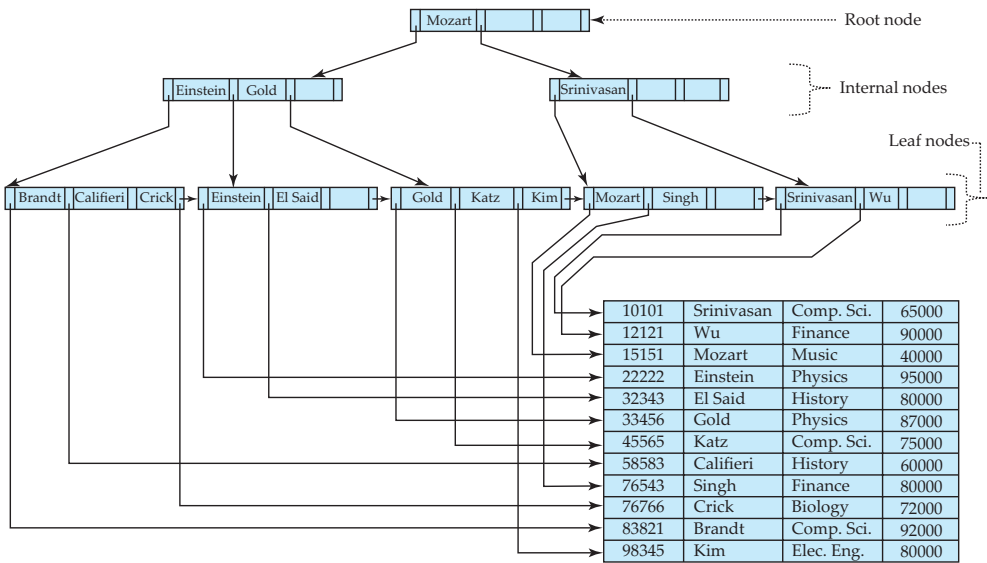 Mozart
Root node
Einstein Gold
Srinivasan
Internal nodes
Leaf nodes
Brandt Califieri Crick Einstein El Said Gold Katz Kim Mozart Singh Srinivasan Wu
10101 Srinivasan Comp. Sci. 65000
12121 Wu Finance 90000
15151 Mozart Music 40000
22222 Einstein Physics 95000
32343 El Said History 80000
33456 Gold Physics 87000
45565 Katz Comp. Sci. 75000
58583 Califieri History 60000
76543 Singh Finance 80000
76766 Crick Biology 72000
83821 Brandt Comp. Sci. 92000
98345 Kim Elec. Eng. 80000